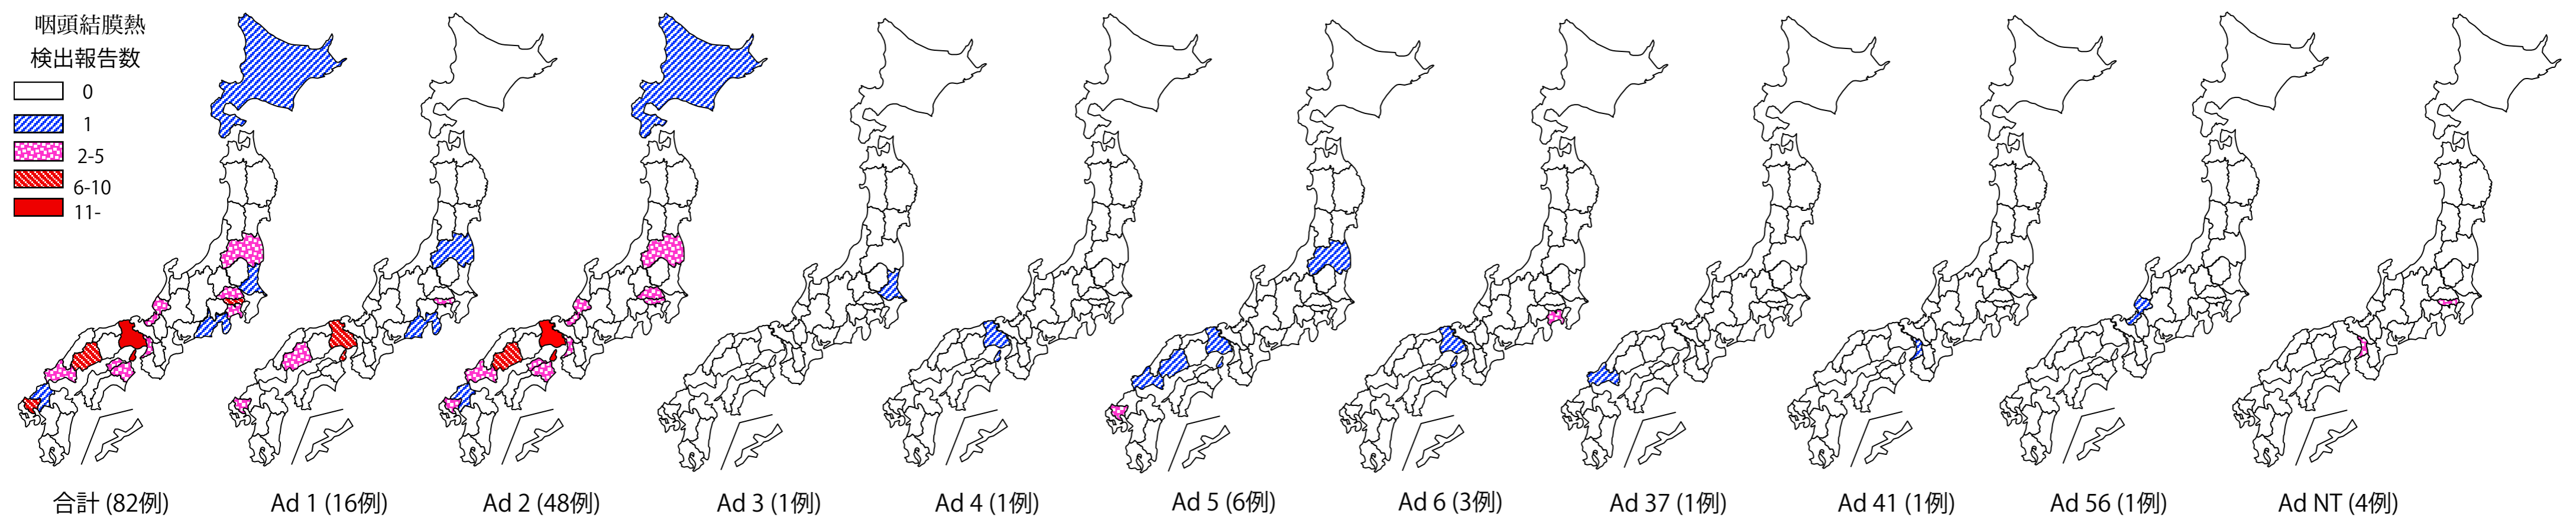 咽頭結膜熱
検出報告数
0
1
2-5
6-10
11-
合計 (82例)
Ad 1 (16例)
Ad 2 (48例)
Ad 3 (1例)
Ad 4 (1例)
Ad 5 (6例)
Ad 6 (3例)
Ad 37 (1例)
Ad 41 (1例)
Ad 56 (1例)
Ad NT (4例)